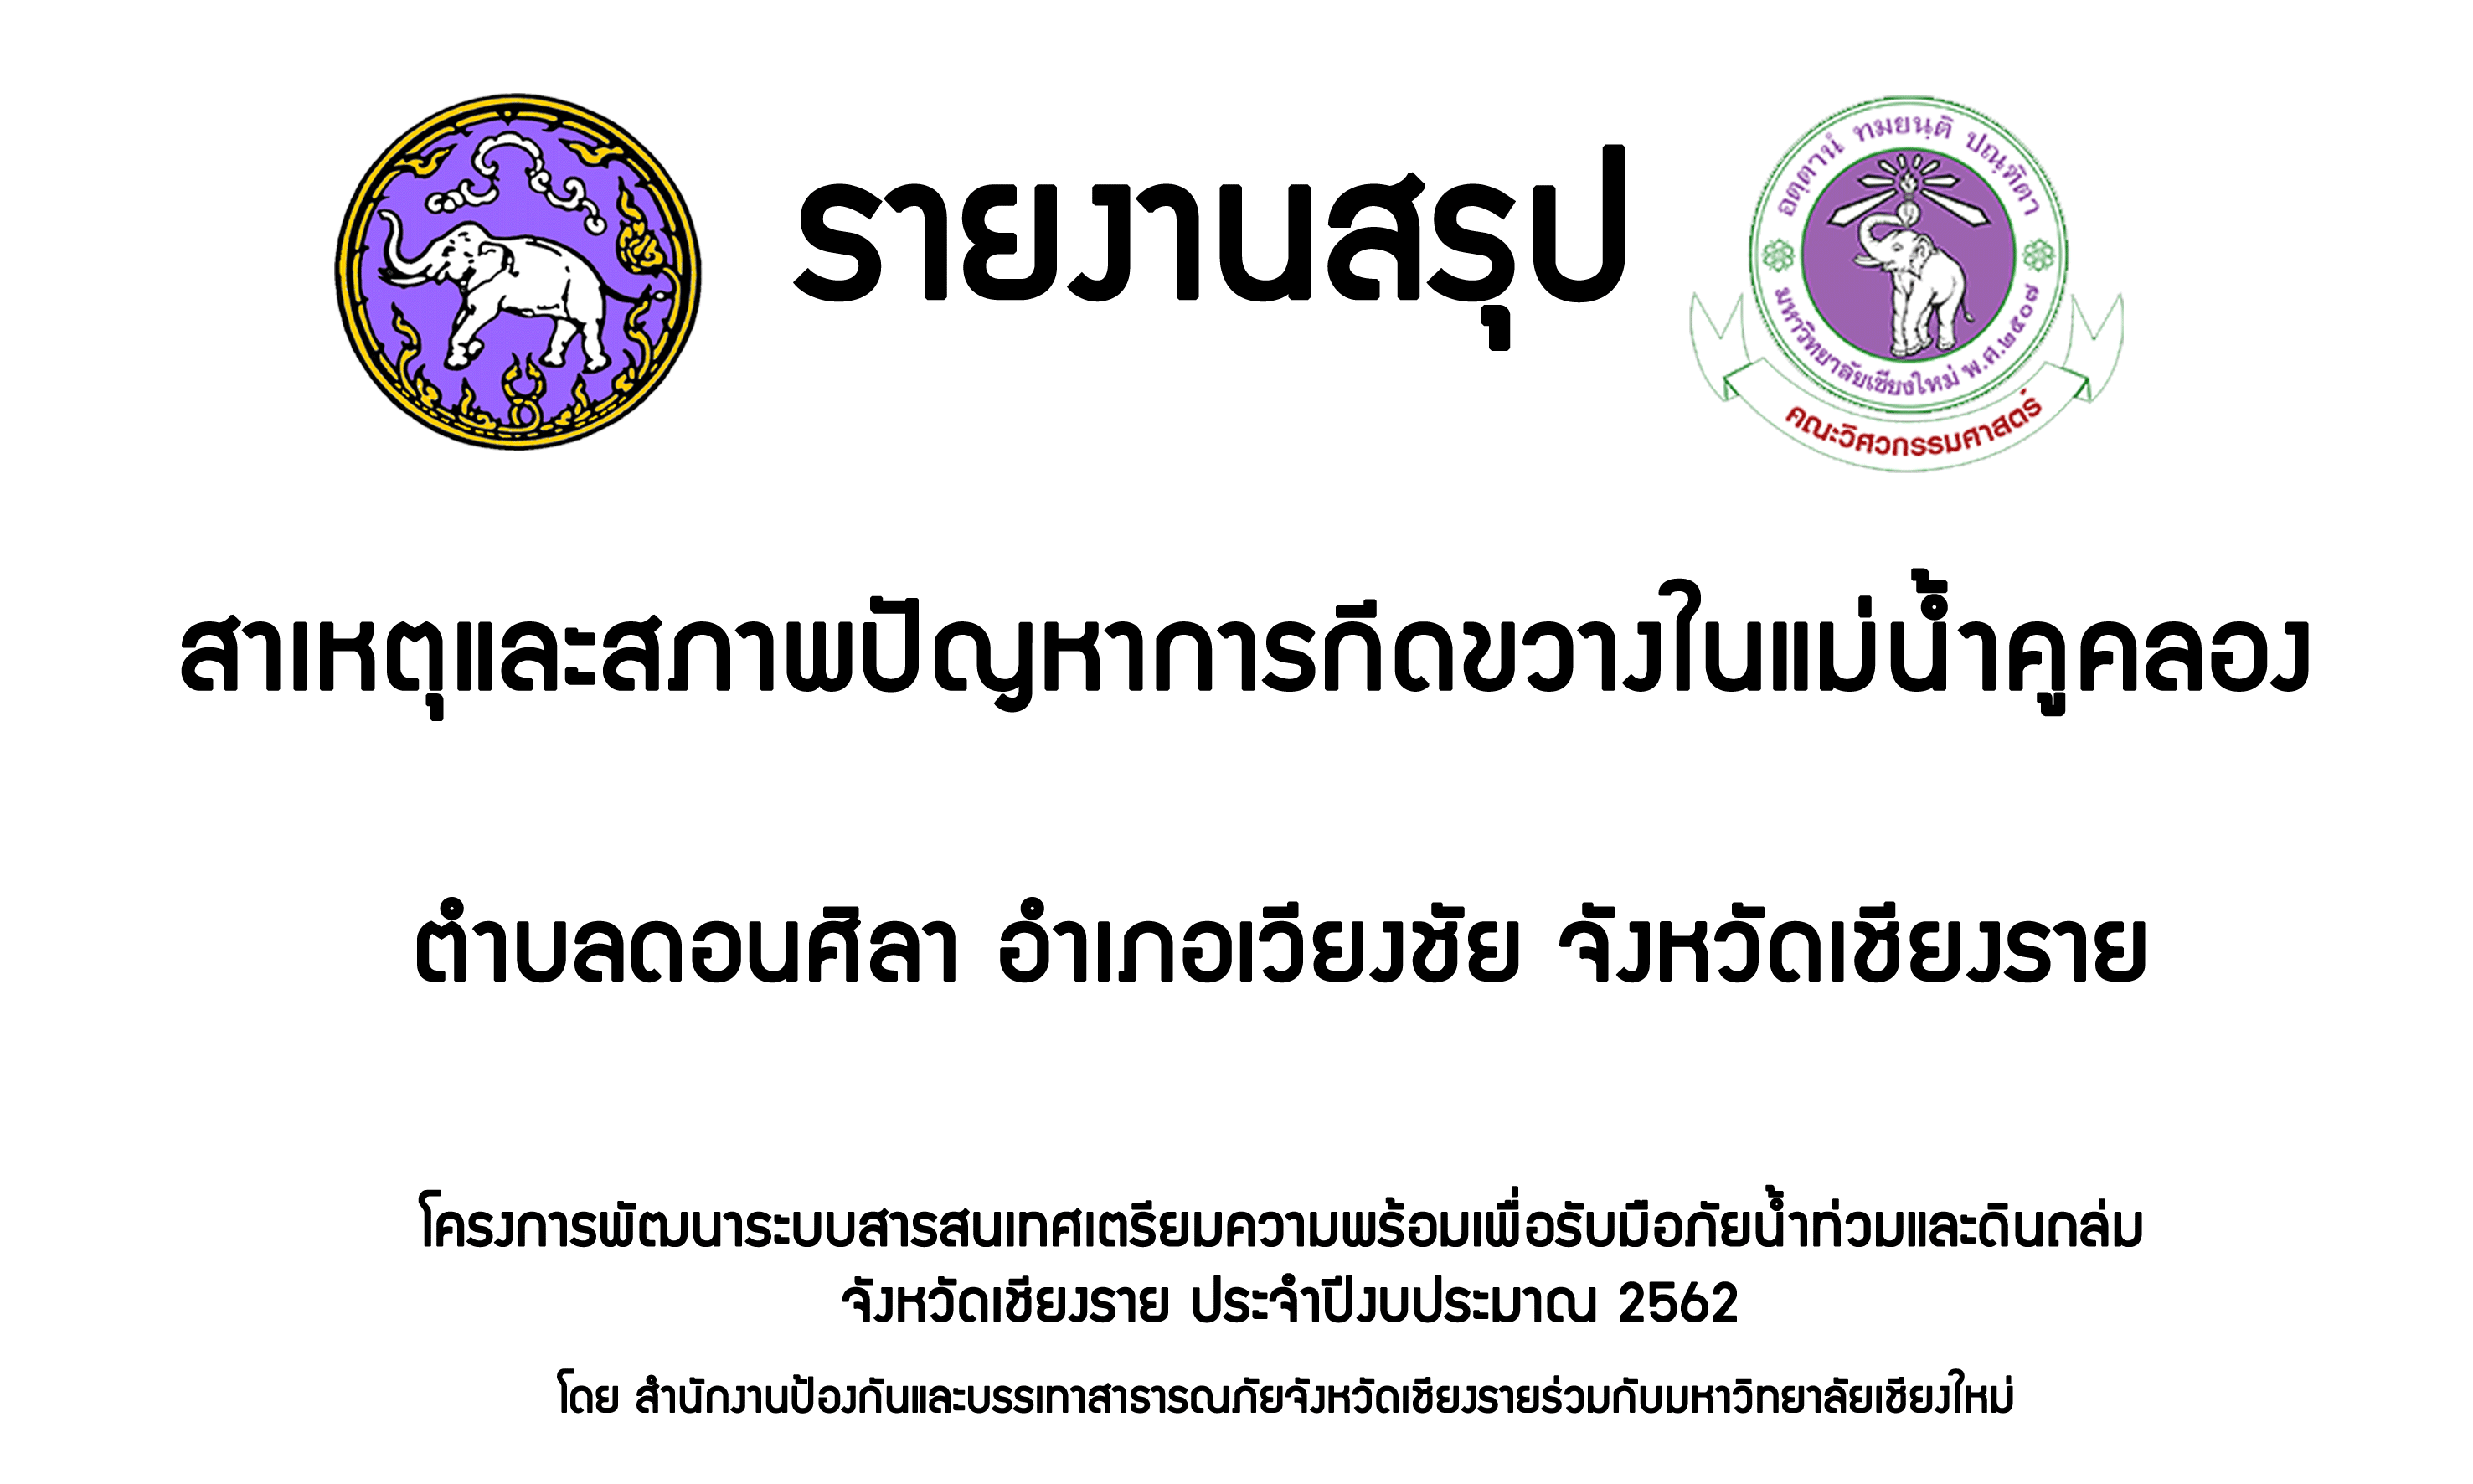 รายงานสรุป
อตฺตานํ ทมยนฺติ ปณฺฑิตา
มหาวิทยาลัยเชียงใหม่ พ.ศ.๒๕๐๗
คณะวิศวกรรมศาสตร์
สาเหตุและสภาพปัญหาการกีดขวางในแม่น้ำคูคลอง
ตำบลดอนศิลา อำเภอเวียงชัย จังหวัดเชียงราย
โครงการพัฒนาระบบสารสนเทศเตรียมความพร้อมเพื่อรับมือภัยน้ำท่วมและดินถล่ม
จังหวัดเชียงราย ประจำปีงบประมาณ 2562
โดย สำนักงานป้องกันและบรรเทาสาธารณภัยจังหวัดเชียงรายร่วมกับมหาวิทยาลัยเชียงใหม่